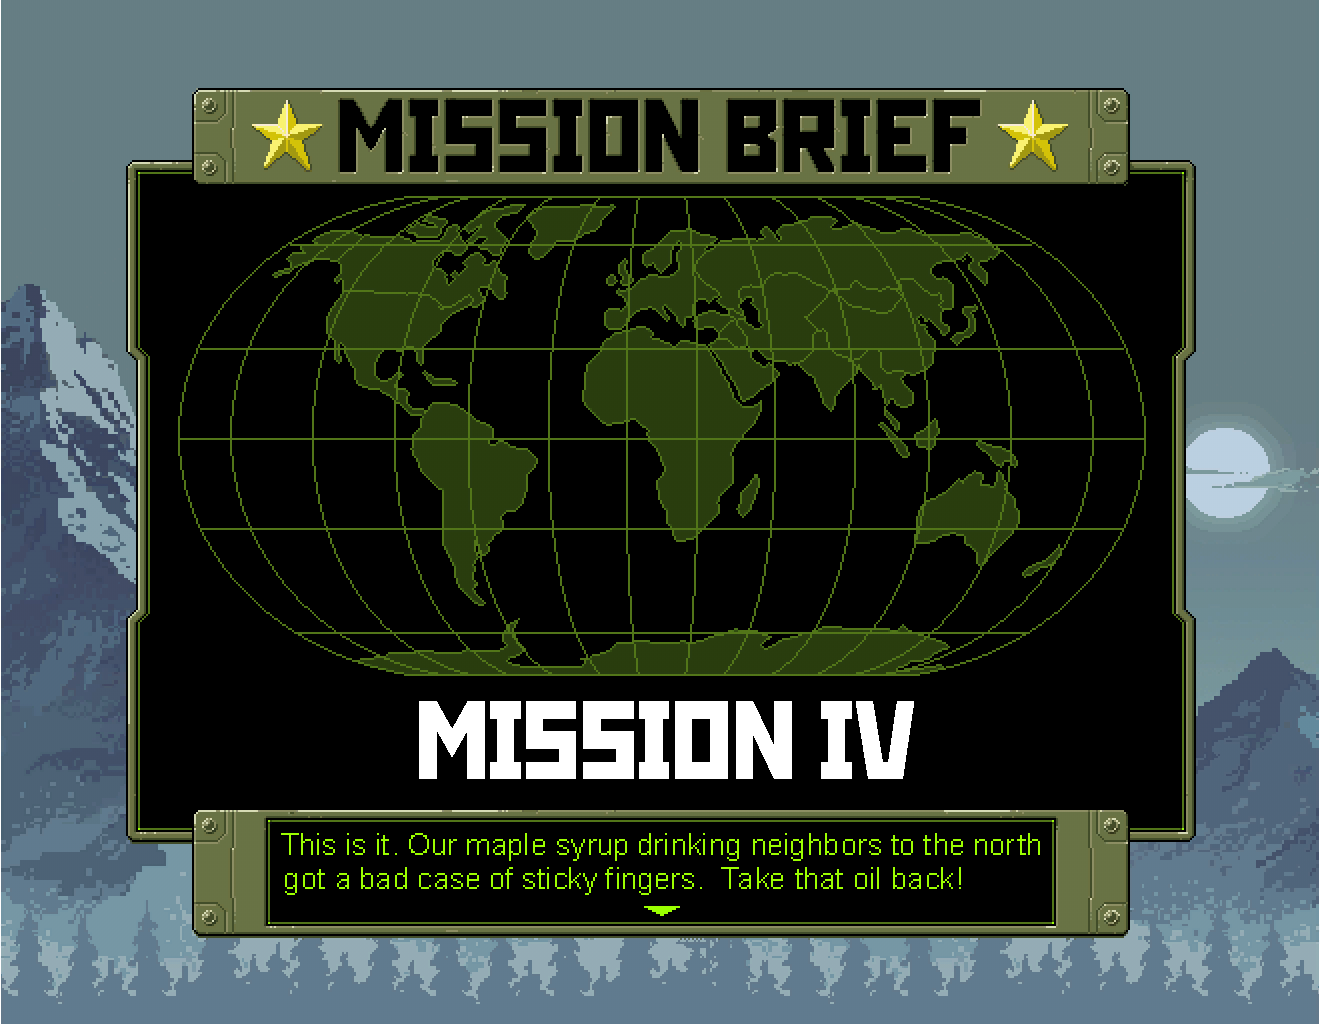 MISSION BRIEF
MISSION IV
This is it. Our maple syrup drinking neighbors to the north
got a bad case of sticky fingers.  Take that oil back!